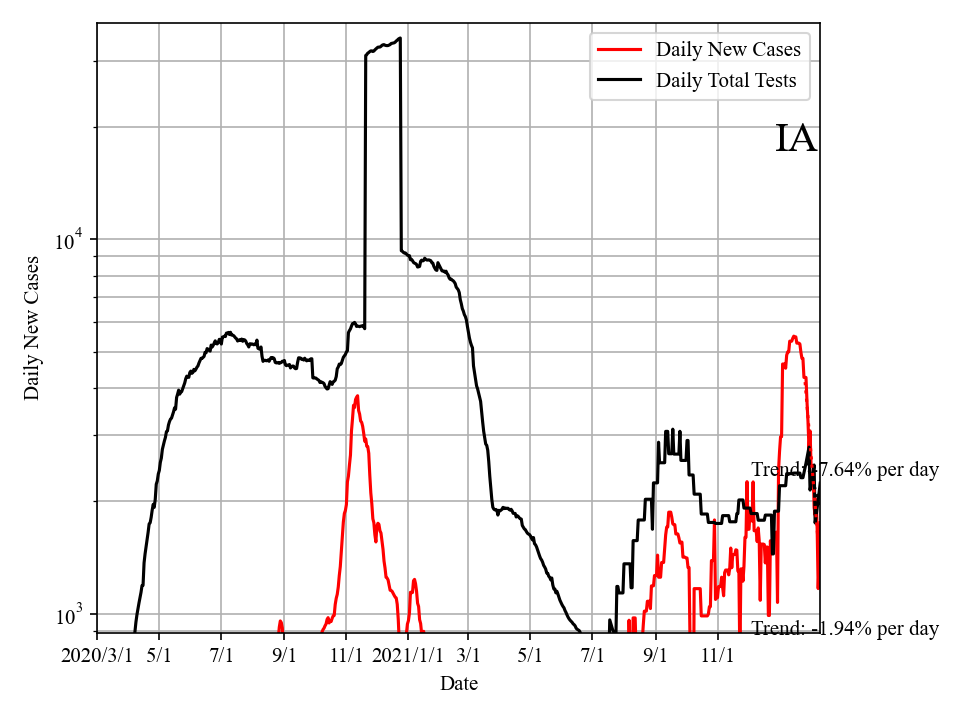 Daily New Cases
Daily Total Tests
IA
10^4
Daily New Cases
Trend: -7.64% per day
10^3
Trend: -1.94% per day
2020/3/1 5/1 7/1 9/1 11/1 2021/1/1 3/1 5/1 7/1 9/1 11/1
Date